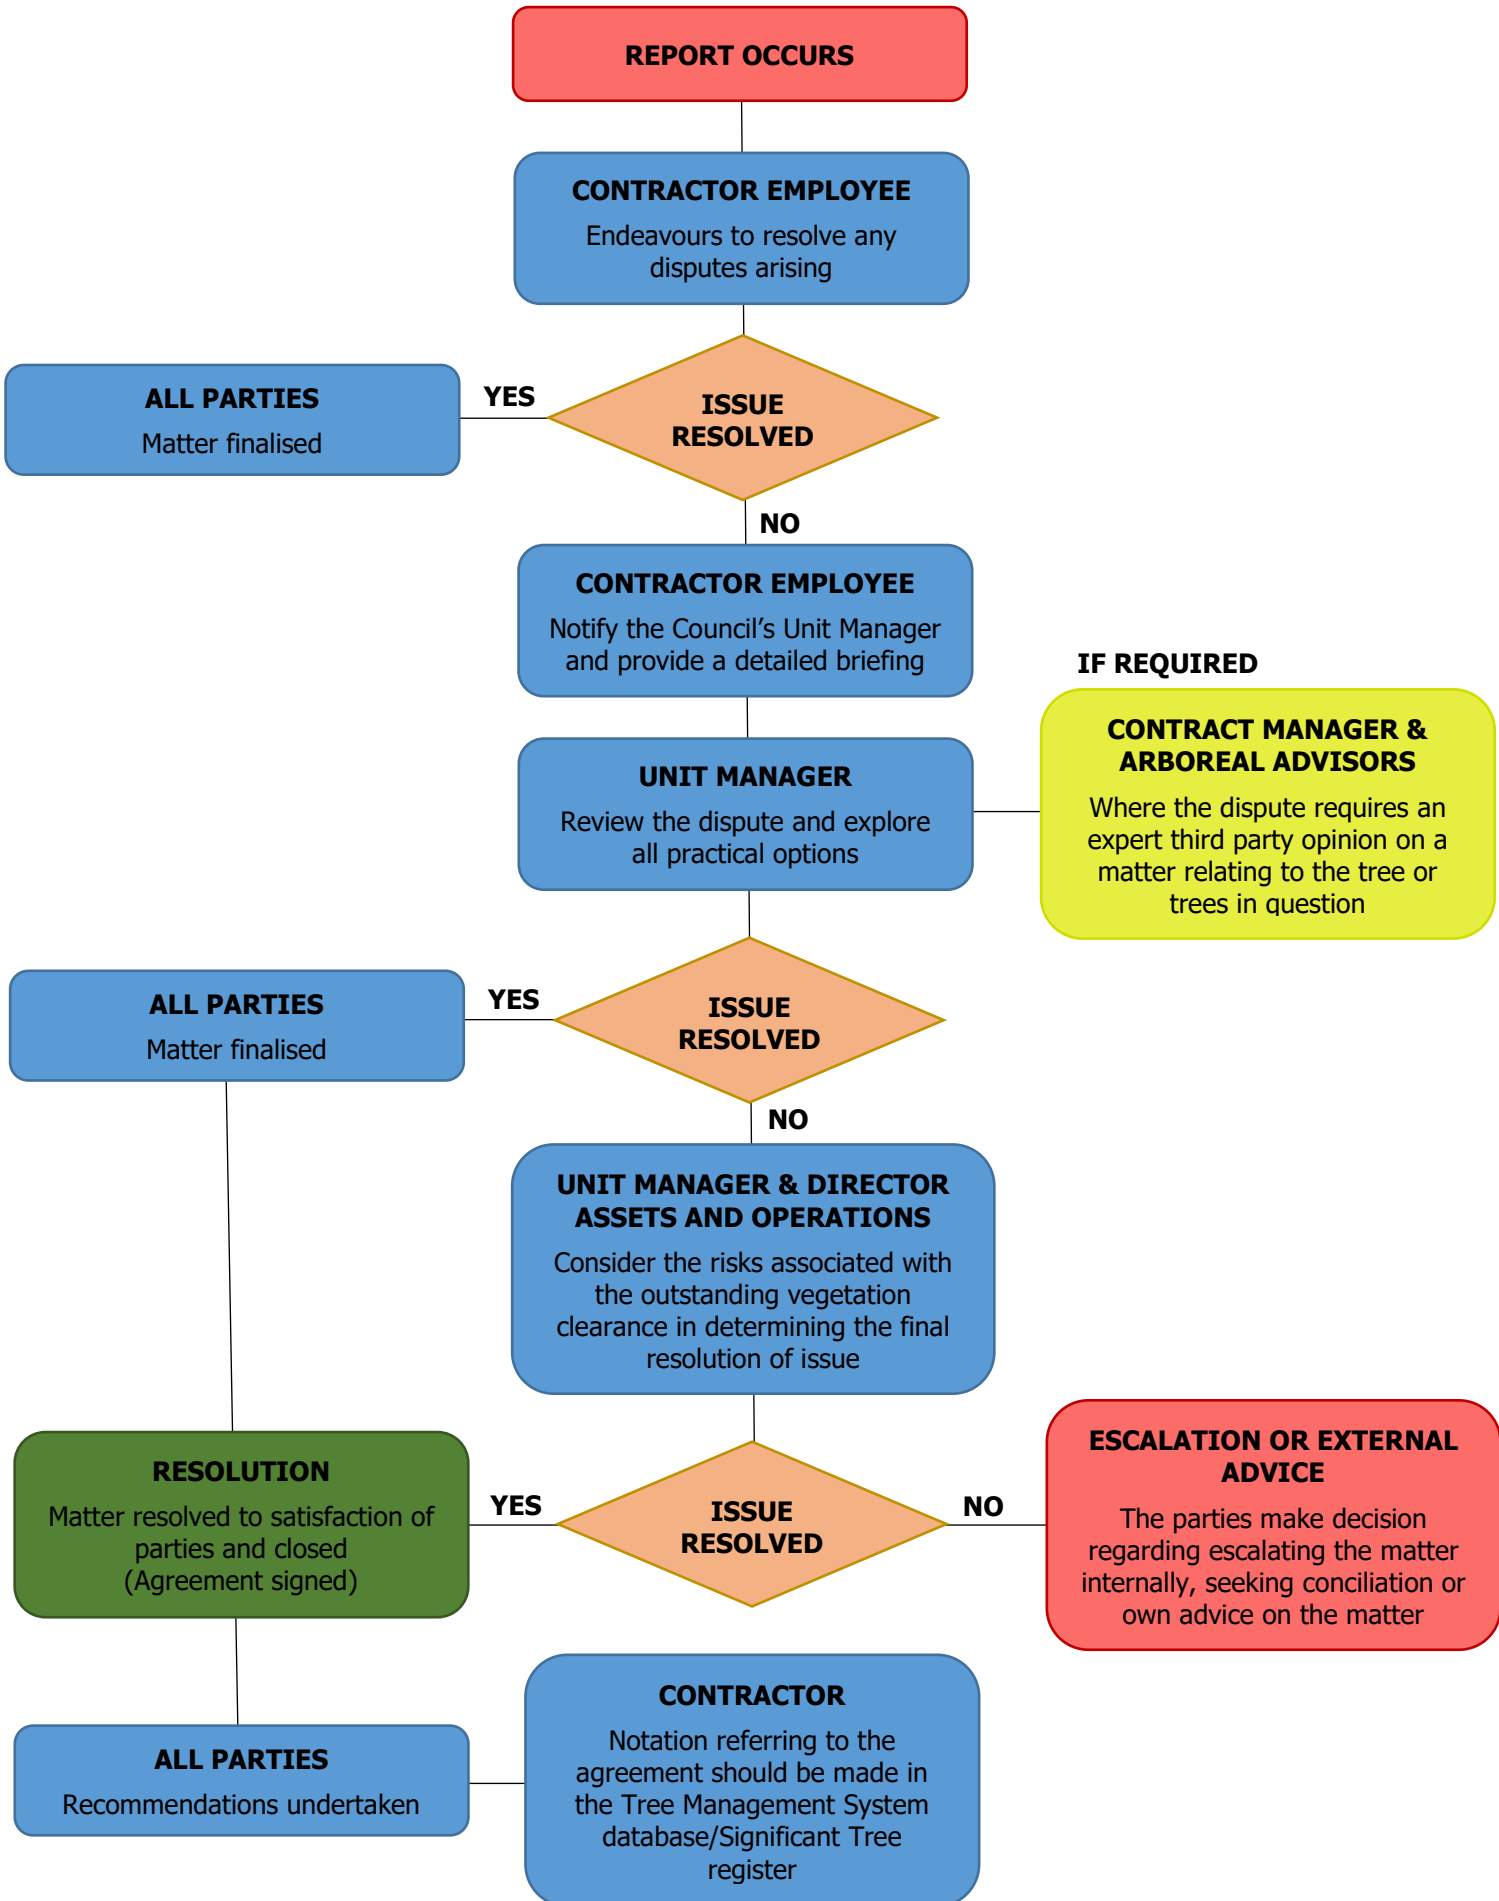 REPORT OCCURS
CONTRACTOR EMPLOYEE
Endeavours to resolve any
disputes arising
ALL PARTIES
Matter finalised
YES
ISSUE
RESOLVED
NO
CONTRACTOR EMPLOYEE
Notify the Council’s Unit Manager
and provide a detailed briefing
IF REQUIRED
CONTRACT MANAGER &
ARBOREAL ADVISORS
Where the dispute requires an
expert third party opinion on a
matter relating to the tree or
trees in question
UNIT MANAGER
Review the dispute and explore
all practical options
ALL PARTIES
Matter finalised
YES
ISSUE
RESOLVED
NO
UNIT MANAGER & DIRECTOR
ASSETS AND OPERATIONS
Consider the risks associated with
the outstanding vegetation
clearance in determining the final
resolution of issue
RESOLUTION
Matter resolved to satisfaction of
parties and closed
(Agreement signed)
YES
ISSUE
RESOLVED
NO
ESCALATION OR EXTERNAL
ADVICE
The parties make decision
regarding escalating the matter
internally, seeking conciliation or
own advice on the matter
ALL PARTIES
Recommendations undertaken
CONTRACTOR
Notation referring to the
agreement should be made in
the Tree Management System
database/Significant Tree
register